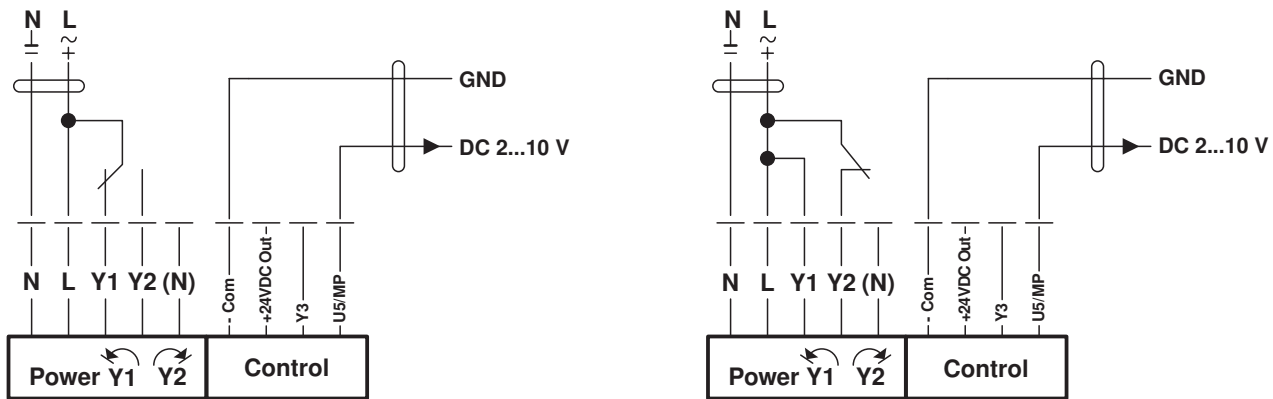 N L
GND
DC 2...10 V
N L Y1 Y2 (N)
- Com
+24VDC Out
Y3
U5/MP
Power Y1 Y2
Control
N L
GND
DC 2...10 V
N L Y1 Y2 (N)
- Com
+24VDC Out
Y3
U5/MP
Power Y1 Y2
Control